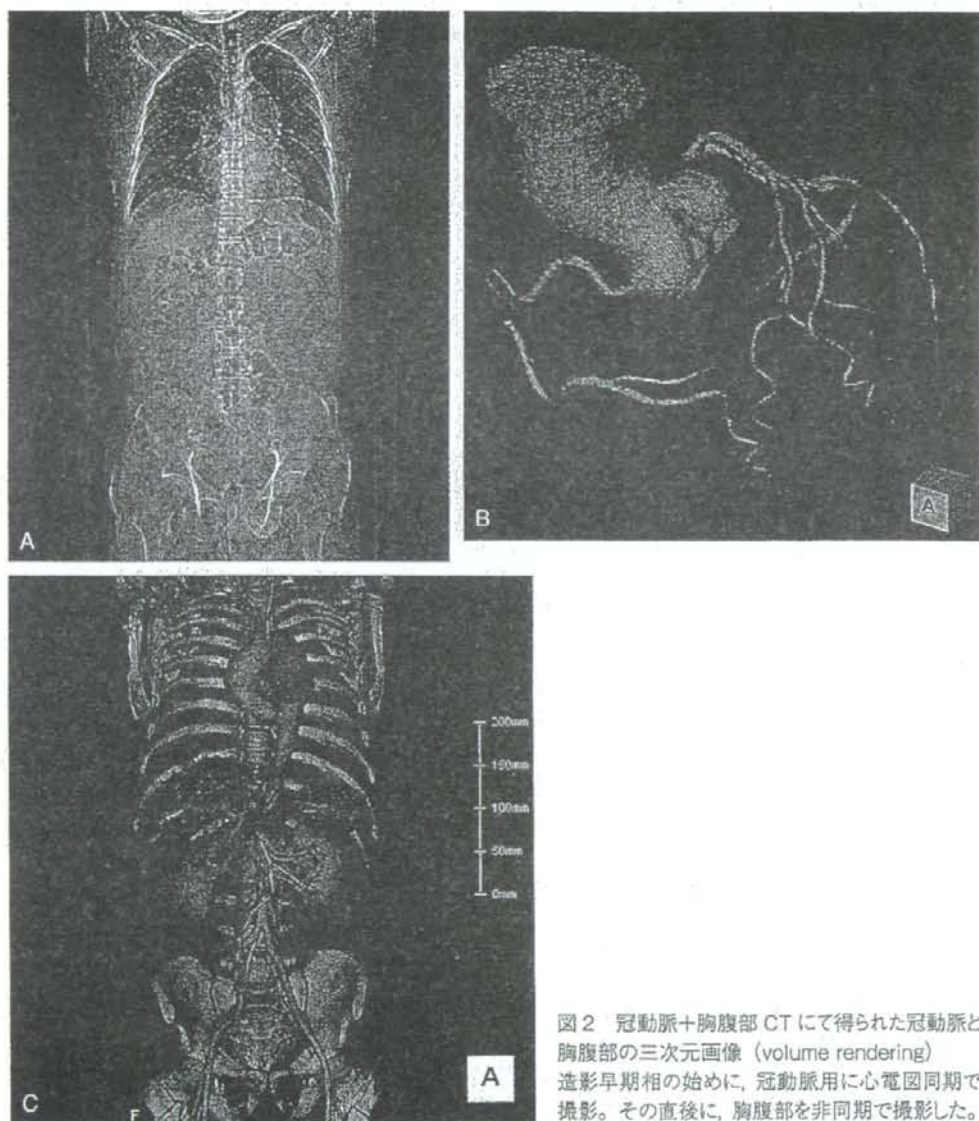 A
B
A
200mm
150mm
100mm
50mm
0mm
C
F
A
図2 冠動脈+胸腹部 CT にて得られた冠動脈と
胸腹部の三次元画像 (volume rendering)
造影早期相の始めに, 冠動脈用に心電図同期で
撮影。その直後に, 胸腹部を非同期で撮影した。